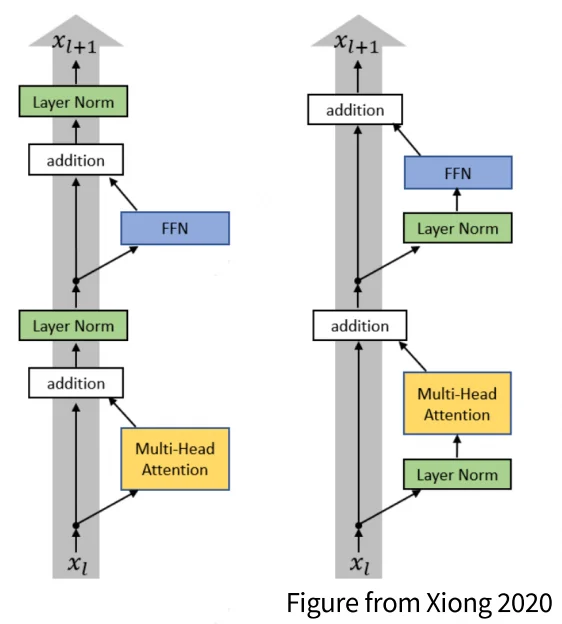 x_{l+1}
Layer Norm
addition
FFN
Layer Norm
addition
Multi-Head
Attention
x_l
x_{l+1}
addition
FFN
Layer Norm
addition
Multi-Head
Attention
Layer Norm
x_l
Figure from Xiong 2020